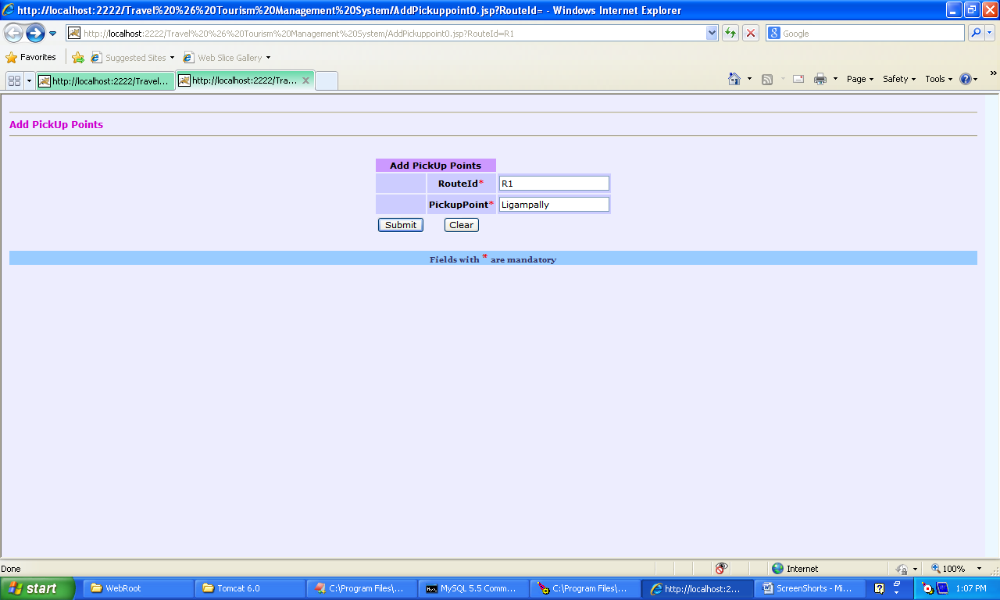 http://localhost:2222/Travel%20%26%20Tourism%20Management%20System/AddPickuppoint0.jsp?RouteId= - Windows Internet Explorer
http://localhost:2222/Travel%20%26%20Tourism%20Management%20System/AddPickuppoint0.jsp?RouteId=R1
Google
Favorites Suggested Sites Web Slice Gallery
http://localhost:2222/Travel... http://localhost:2222/Tra... Page Safety Tools
Add PickUp Points
Add PickUp Points
RouteId* R1
PickupPoint* Ligampally
Submit Clear
Fields with * are mandatory
Done Internet 100%
start WebRoot Tomcat 6.0 C:\Program Files\... MySQL 5.5 Comm... C:\Program Files\... http://localhost:2... ScreenShorts - Mi... 1:07 PM